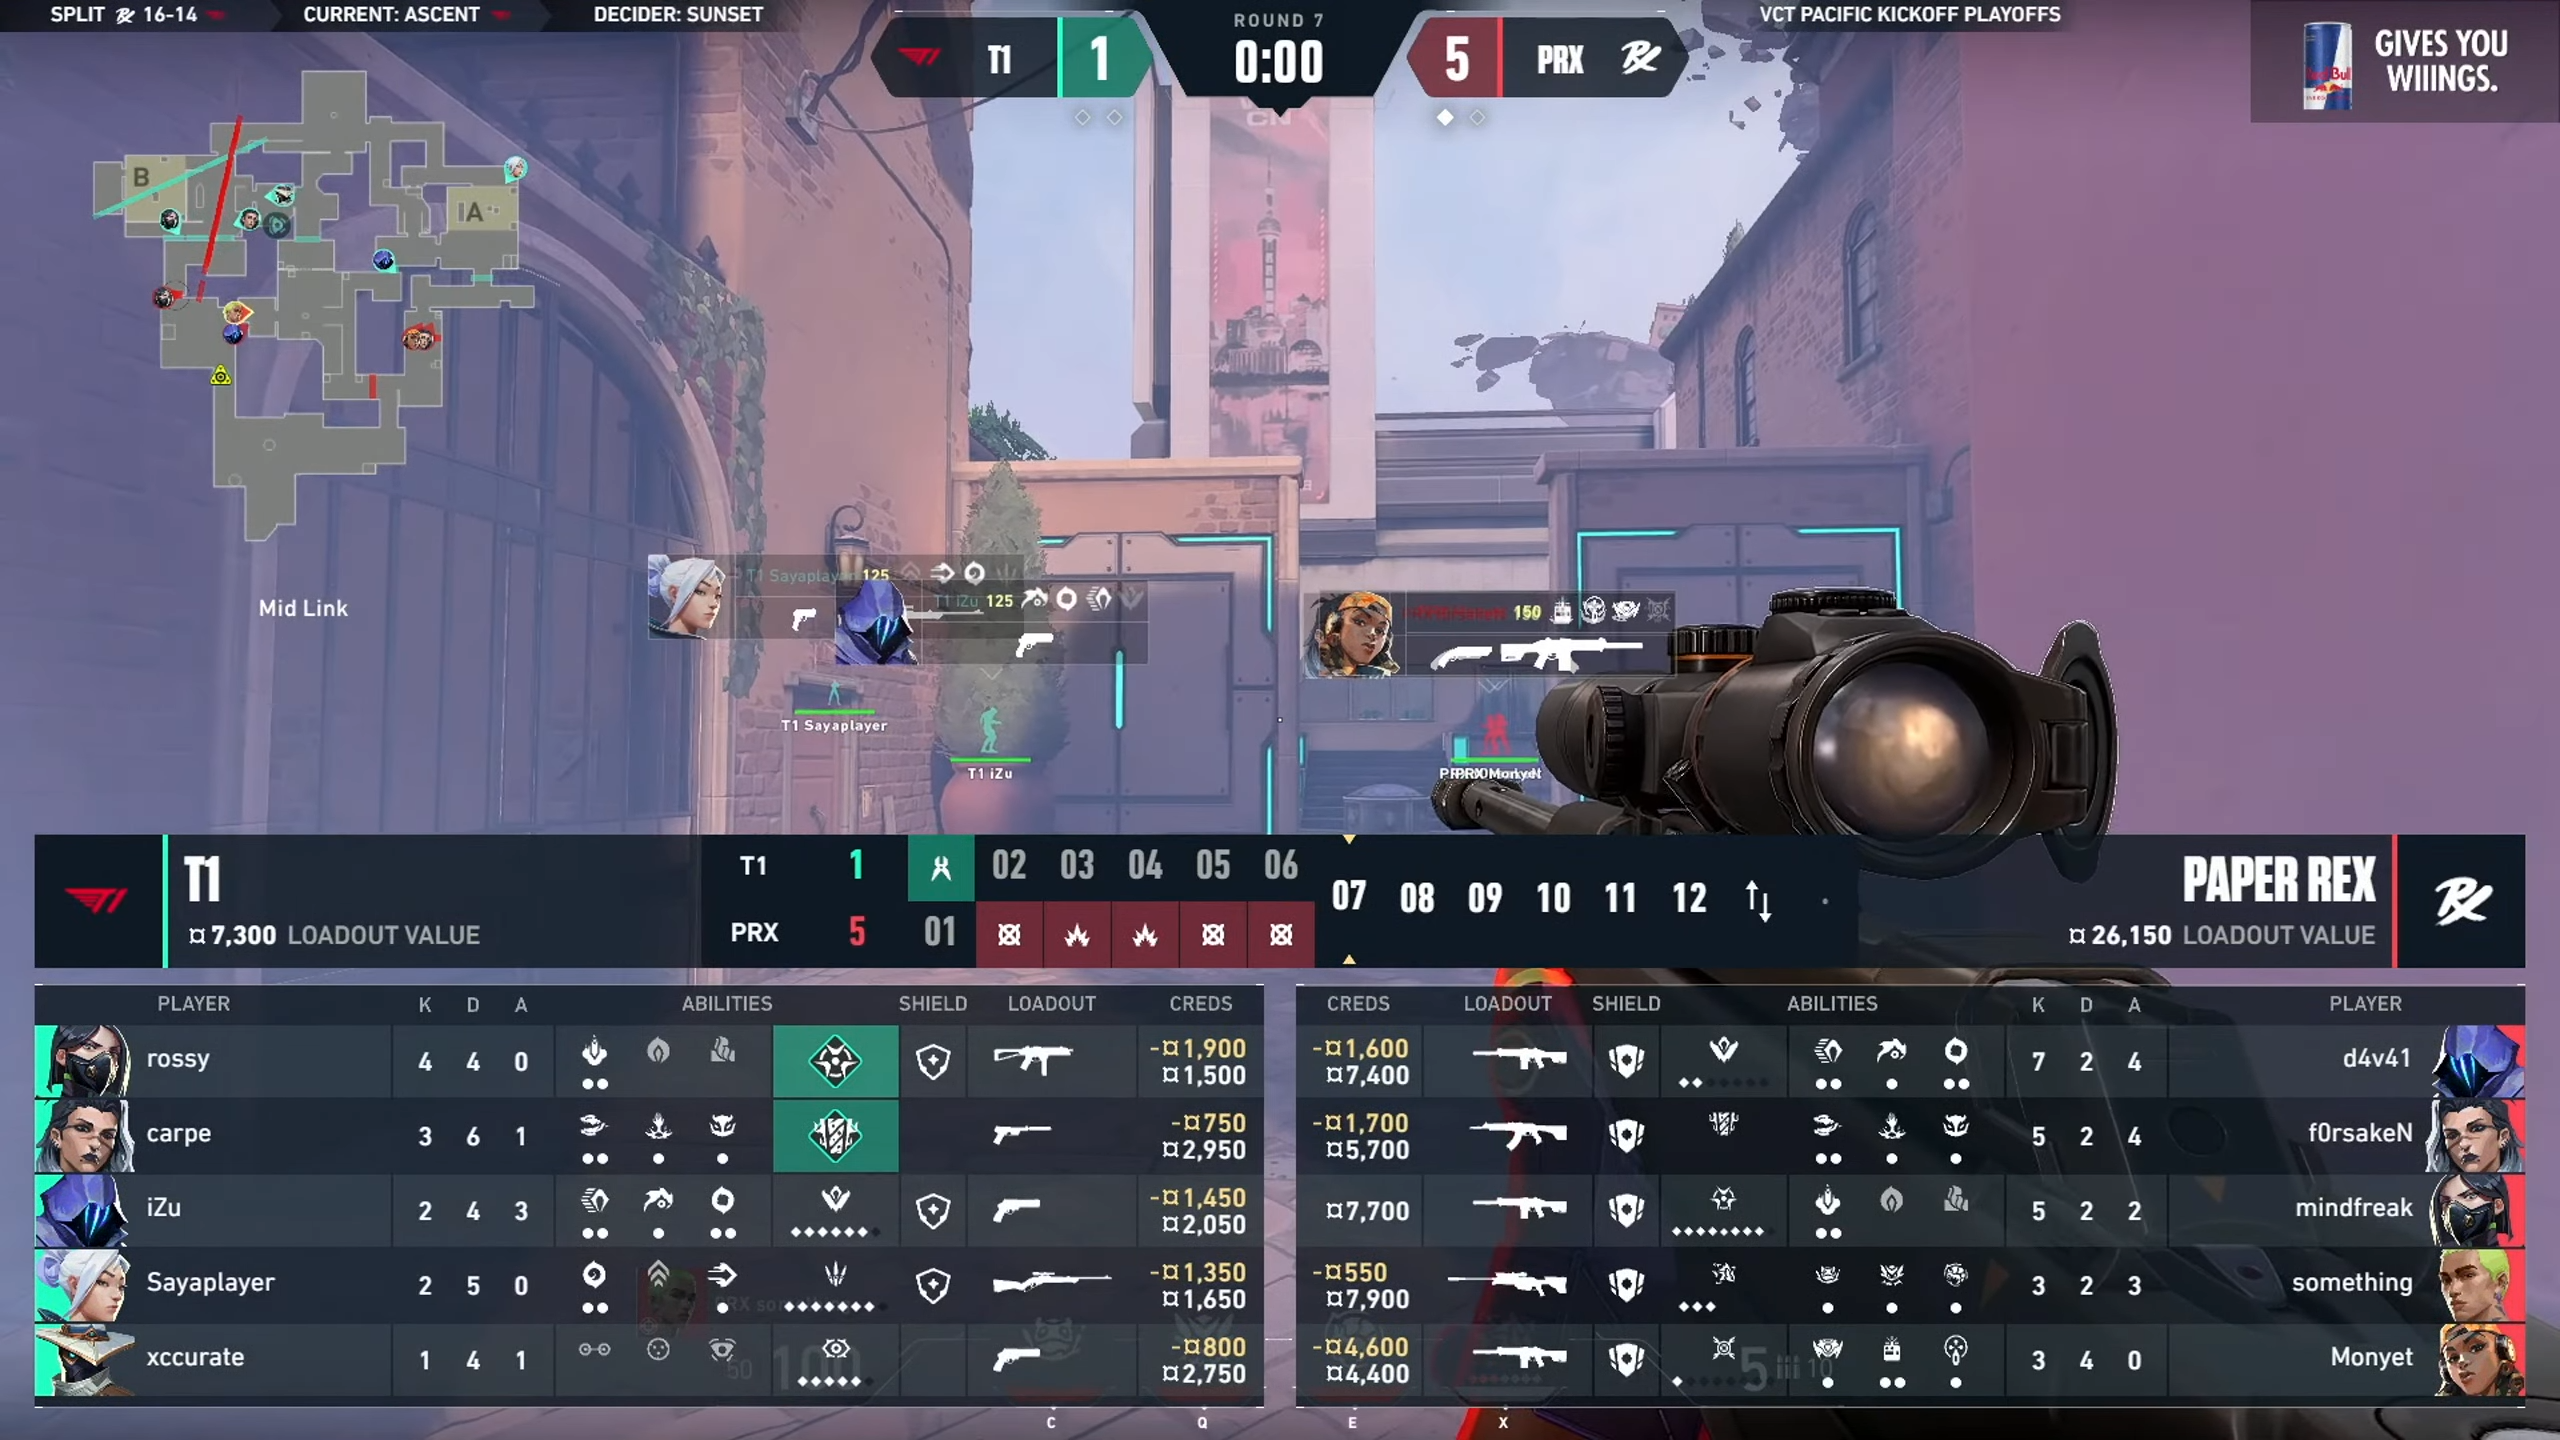 SPLIT 16-14 CURRENT: ASCENT DECIDER: SUNSET
T1 1
ROUND 7
0:00
5 PRX
VCT PACIFIC KICKOFF PLAYOFFS
Red Bull
GIVES YOU
WIIINGS.
CN
B
A
Mid Link
T1 Sayaplayer 125
T1 iZu 125
150
T1 Sayaplayer
T1 iZu
T1
¤ 7,300 LOADOUT VALUE
T1 1 02 03 04 05 06
PRX 5 01
07 08 09 10 11 12
PAPER REX
¤ 26,150 LOADOUT VALUE
PLAYER K D A ABILITIES SHIELD LOADOUT CREDS
rossy 4 4 0 -¤1,900
¤1,500
carpe 3 6 1 -¤750
¤2,950
iZu 2 4 3 -¤1,450
¤2,050
Sayaplayer 2 5 0 -¤1,350
¤1,650
xccurate 1 4 1 -¤800
¤2,750
CREDS LOADOUT SHIELD ABILITIES K D A PLAYER
-¤1,600
¤7,400 7 2 4 d4v41
-¤1,700
¤5,700 5 2 4 f0rsakeN
¤7,700 5 2 2 mindfreak
-¤550
¤7,900 3 2 3 something
-¤4,600
¤4,400 3 4 0 Monyet
50 100
5 10
C Q E X